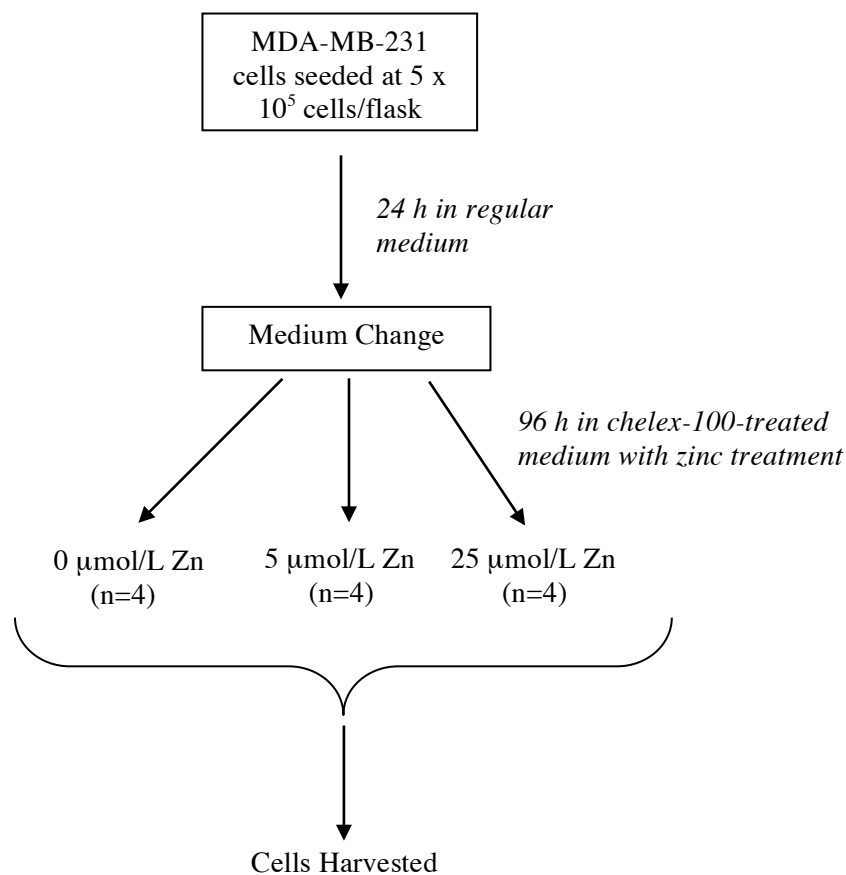 MDA-MB-231
cells seeded at 5 x
10⁵ cells/flask
24 h in regular
medium
Medium Change
96 h in chelex-100-treated
medium with zinc treatment
0 μmol/L Zn
(n=4)
5 μmol/L Zn
(n=4)
25 μmol/L Zn
(n=4)
Cells Harvested